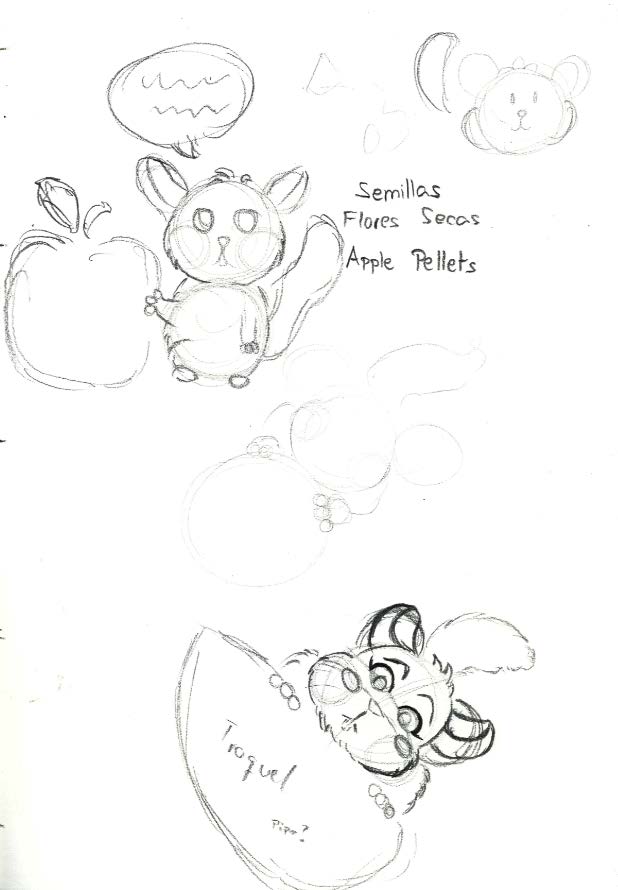 Semillas
Flores Secas
Apple Pellets
Troquel
Pipa?